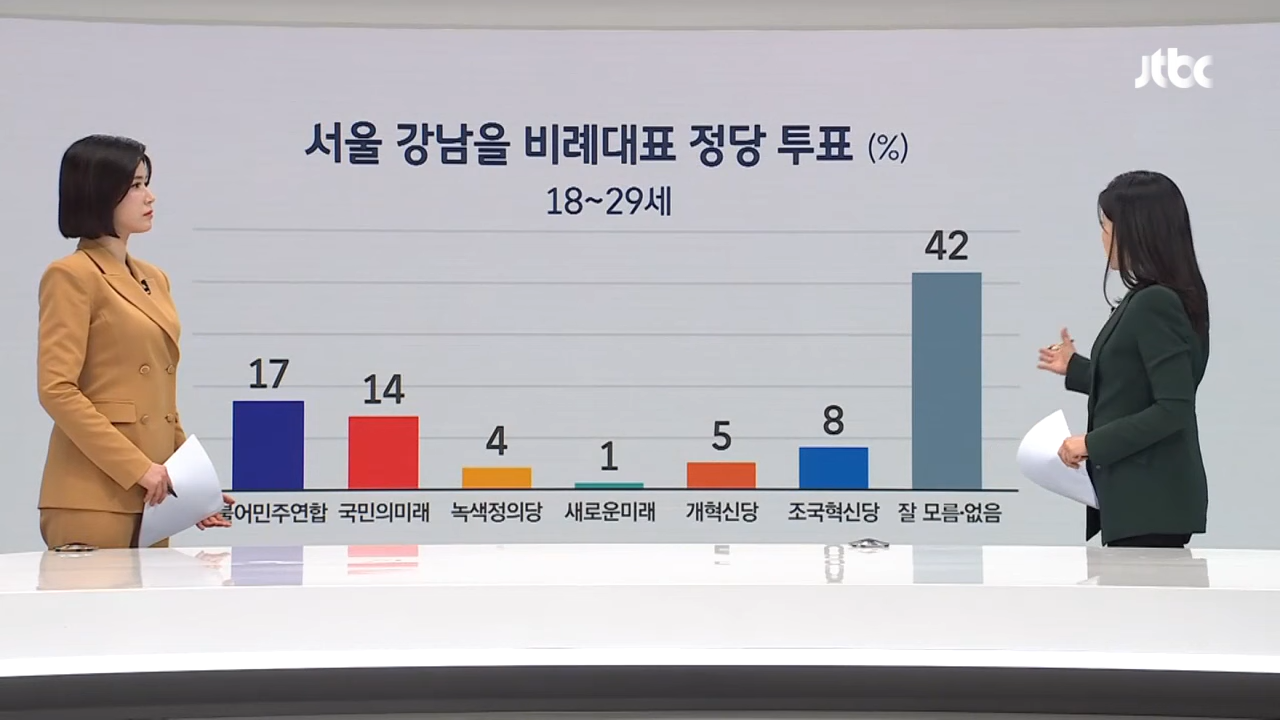 jtbc
서울 강남을 비례대표 정당 투표 (%)
18~29세
17 14 4 1 5 8 42
국민의미래 녹색정의당 새로운미래 개혁신당 조국혁신당 잘 모름·없음